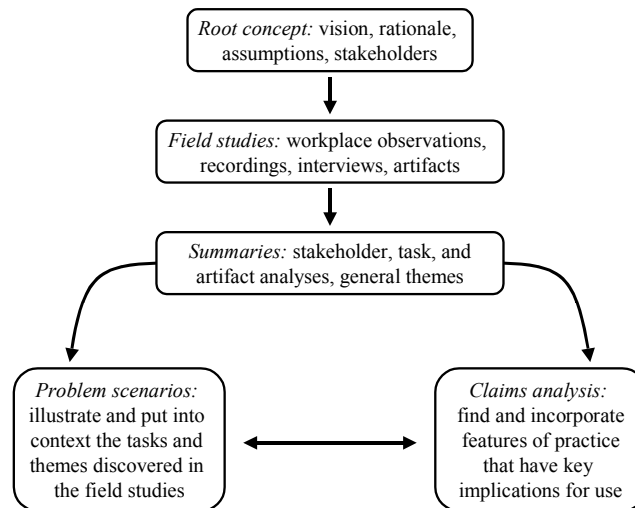 Root concept: vision, rationale,
assumptions, stakeholders
Field studies: workplace observations,
recordings, interviews, artifacts
Summaries: stakeholder, task, and
artifact analyses, general themes
Problem scenarios:
illustrate and put into
context the tasks and
themes discovered in
the field studies
Claims analysis:
find and incorporate
features of practice
that have key
implications for use